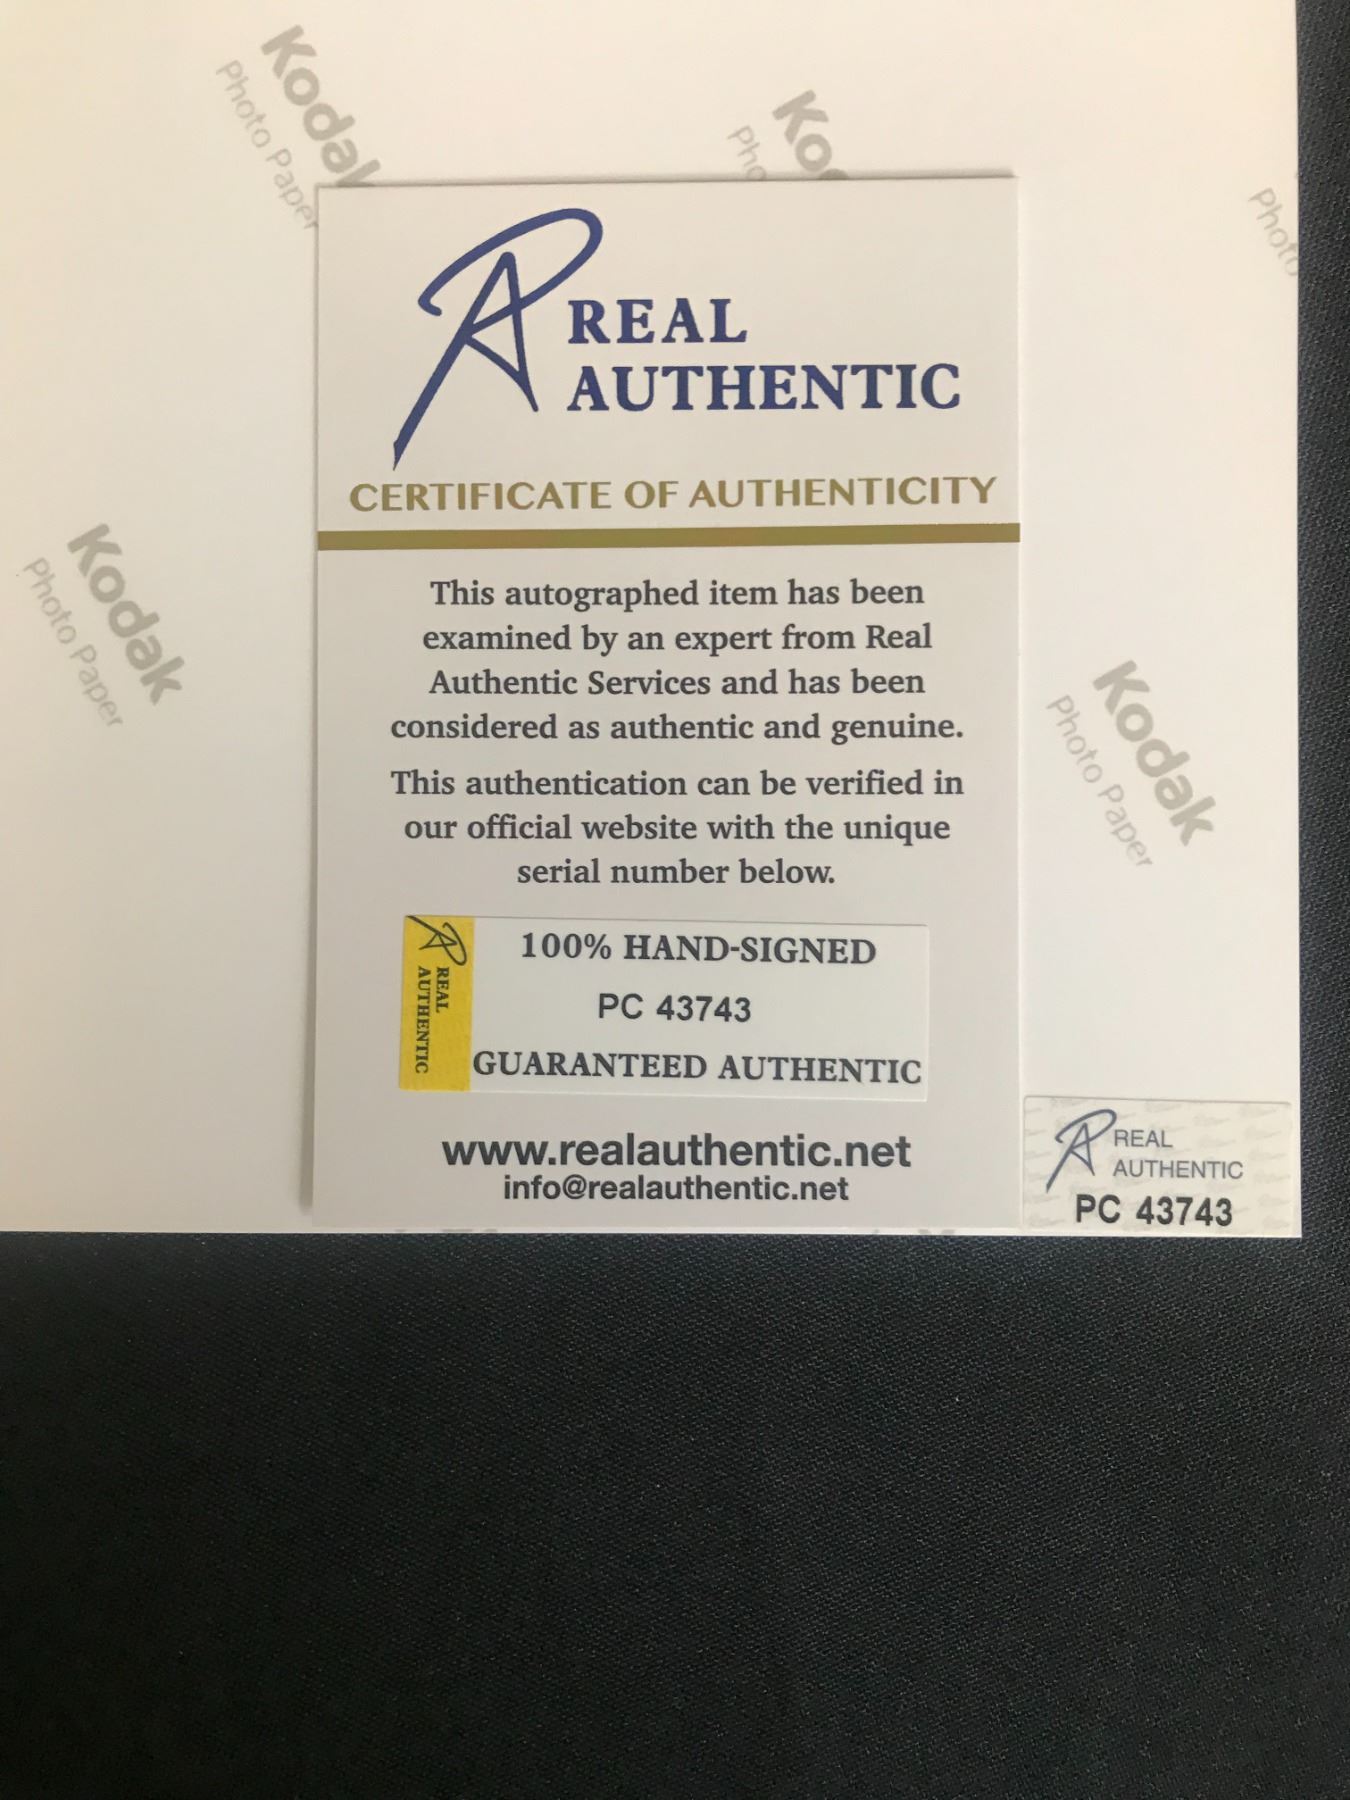 Kodak
Photo Paper
Ko
Pho
Photo
REAL
AUTHENTIC
CERTIFICATE OF AUTHENTICITY
This autographed item has been
examined by an expert from Real
Authentic Services and has been
considered as authentic and genuine.
This authentication can be verified in
our official website with the unique
serial number below.
Kodak
Photo Paper
Kodak
Photo Paper
REAL
AUTHENTIC
100% HAND-SIGNED
PC 43743
GUARANTEED AUTHENTIC
www.realauthentic.net
info@realauthentic.net
REAL
AUTHENTIC
PC 43743